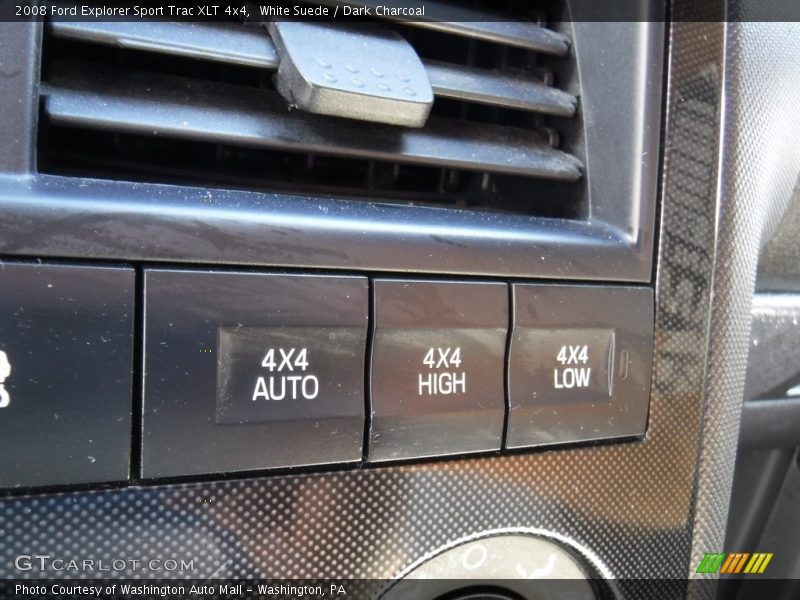 2008 Ford Explorer Sport Trac XLT 4x4,  White Suede / Dark Charcoal
4X4
AUTO
4X4
HIGH
4X4
LOW
GTCarlot.com
Photo Courtesy of Washington Auto Mall - Washington, PA